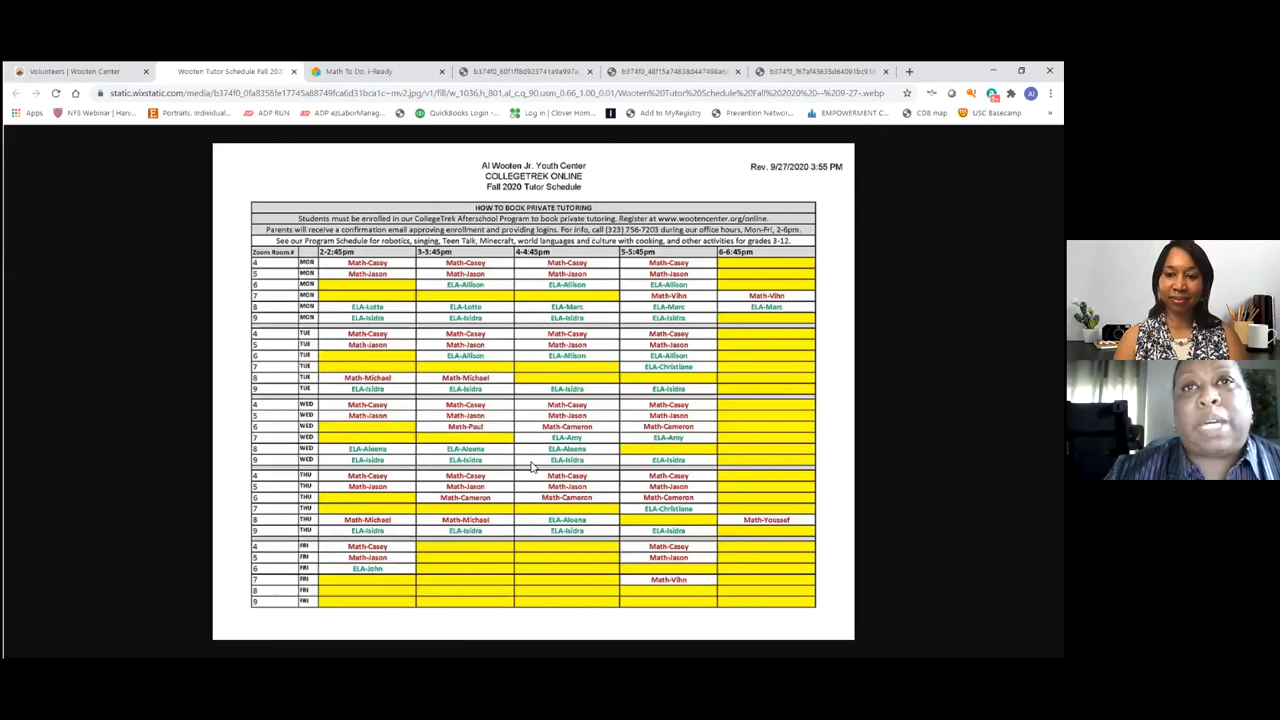 Volunteers | Wooten Center
Wooten Tutor Schedule Fall 202
Math To Do, i-Ready
b374f0_60f1ff8d923741a9a997a
b374f0_48f15a74838d447498a6
b374f0_f67af43635d64091bc91
static.wixstatic.com/media/b374f0_0fa8358fe17745a88749fca6d31bca1c~mv2.jpg/v1/fill/w_1036,h_801,al_c,q_90,usm_0.66_1.00_0.01/Wooten%20Tutor%20Schedule%20Fall%202020%20--%209-27-.webp
Apps NFS Webinar | Harv... Portraits, individual... ADP RUN ADP ezLaborManag... QuickBooks Login -... Log in | Clover Hom... Add to MyRegistry Prevention Networ... EMPOWERMENT C... CD8 map USC Basecamp »
Al Wooten Jr. Youth Center
Rev. 9/27/2020 3:55 PM
COLLEGETREK ONLINE
Fall 2020 Tutor Schedule
HOW TO BOOK PRIVATE TUTORING
Students must be enrolled in our CollegeTrek Afterschool Program to book private tutoring. Register at www.wootencenter.org/online.
Parents will receive a confirmation email approving enrollment and providing logins. For info, call (323) 756-7203 during our office hours, Mon-Fri, 2-6pm.
See our Program Schedule for robotics, singing, Teen Talk, Minecraft, world languages and culture with cooking, and other activities for grades 3-12.
Zoom Room # 2-2:45pm 3-3:45pm 4-4:45pm 5-5:45pm 6-6:45pm
4 MON Math-Casey Math-Casey Math-Casey Math-Casey
5 MON Math-Jason Math-Jason Math-Jason Math-Jason
6 MON ELA-Allison ELA-Allison ELA-Allison
7 MON Math-Vihn Math-Vihn
8 MON ELA-Lotte ELA-Lotte ELA-Marc ELA-Marc ELA-Marc
9 MON ELA-Isidra ELA-Isidra ELA-Isidra ELA-Isidra
4 TUE Math-Casey Math-Casey Math-Casey Math-Casey
5 TUE Math-Jason Math-Jason Math-Jason Math-Jason
6 TUE ELA-Allison ELA-Allison ELA-Allison
7 TUE ELA-Christiane
8 TUE Math-Michael Math-Michael
9 TUE ELA-Isidra ELA-Isidra ELA-Isidra ELA-Isidra
4 WED Math-Casey Math-Casey Math-Casey Math-Casey
5 WED Math-Jason Math-Jason Math-Jason Math-Jason
6 WED Math-Paul Math-Cameron Math-Cameron
7 WED ELA-Amy ELA-Amy
8 WED ELA-Aleena ELA-Aleena ELA-Aleena
9 WED ELA-Isidra ELA-Isidra ELA-Isidra ELA-Isidra
4 THU Math-Casey Math-Casey Math-Casey Math-Casey
5 THU Math-Jason Math-Jason Math-Jason Math-Jason
6 THU Math-Cameron Math-Cameron Math-Cameron
7 THU ELA-Christiane
8 THU Math-Michael Math-Michael ELA-Aleena Math-Youssef
9 THU ELA-Isidra ELA-Isidra ELA-Isidra ELA-Isidra
4 FRI Math-Casey Math-Casey
5 FRI Math-Jason Math-Jason
6 FRI ELA-John
7 FRI Math-Vihn
8 FRI
9 FRI